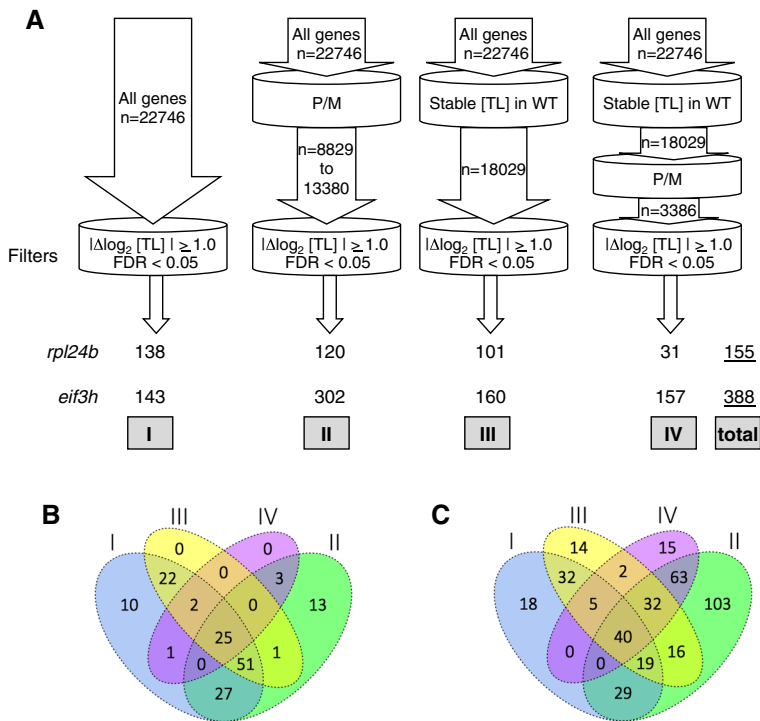 A
All genes
n=22746
All genes
n=22746
All genes
n=22746
All genes
n=22746
P/M
Stable [TL] in WT
Stable [TL] in WT
n=8829
to
13380
n=18029
n=18029
P/M
n=3386
Filters
|Δlog₂ [TL] | ≥ 1.0
FDR < 0.05
|Δlog₂ [TL] | ≥ 1.0
FDR < 0.05
|Δlog₂ [TL] | ≥ 1.0
FDR < 0.05
|Δlog₂ [TL] | ≥ 1.0
FDR < 0.05
rpl24b 138 120 101 31 155
eif3h 143 302 160 157 388
I II III IV total
B
I III IV II
0 0
22 0 3
10 2 0 13
25
1 0 51 1
27
C
I III IV II
14 15
32 2 63
18 5 32 103
40
0 0 19 16
29